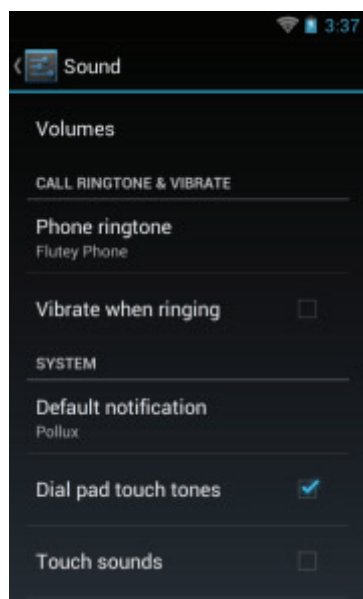 3:37
Sound
Volumes
CALL RINGTONE & VIBRATE
Phone ringtone
Flutey Phone
Vibrate when ringing
SYSTEM
Default notification
Pollux
Dial pad touch tones
Touch sounds